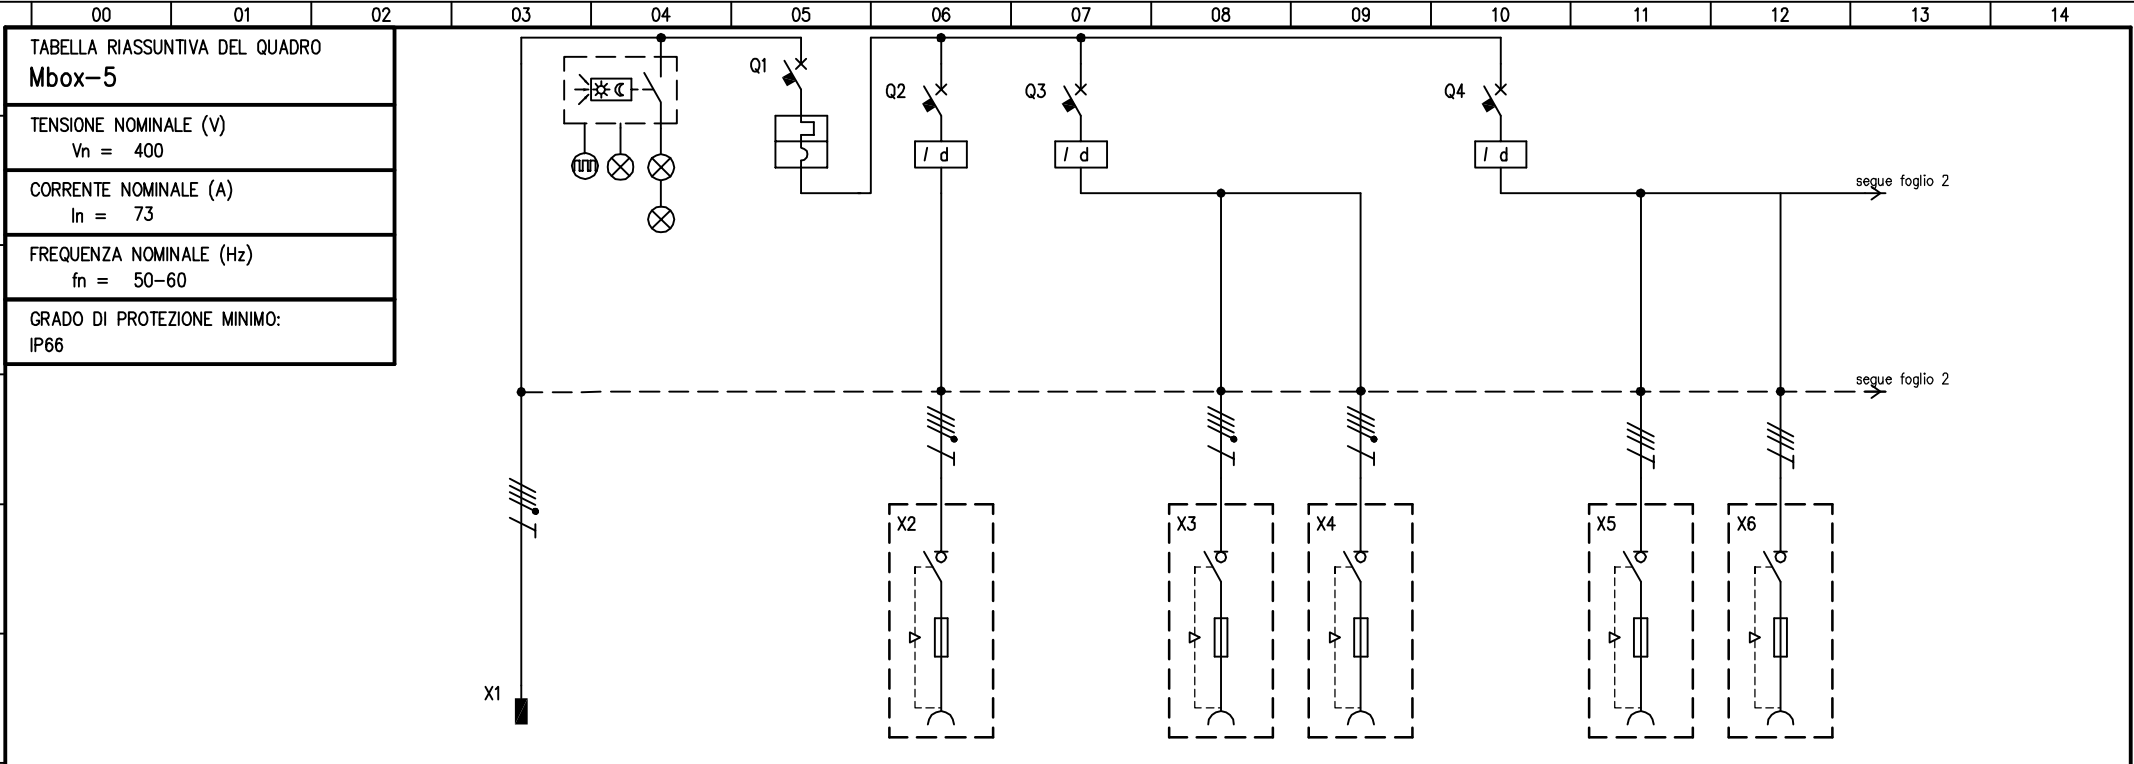 00 01 02 03 04 05 06 07 08 09 10 11 12 13 14
TABELLA RIASSUNTIVA DEL QUADRO
Mbox-5
TENSIONE NOMINALE (V)
Vn = 400
CORRENTE NOMINALE (A)
In = 73
FREQUENZA NOMINALE (Hz)
fn = 50-60
GRADO DI PROTEZIONE MINIMO:
IP66
Q1
Q2
Q3
Q4
I d
I d
I d
segue foglio 2
segue foglio 2
X1
X2
X3
X4
X5
X6